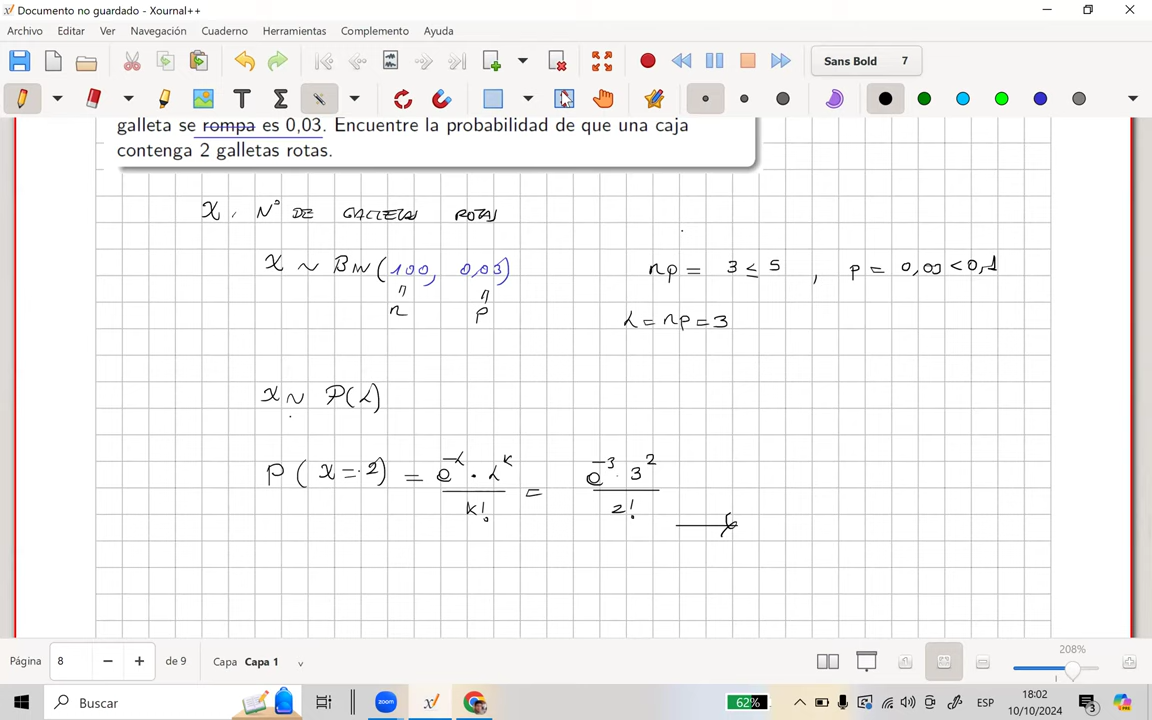 Documento no guardado - Xournal++
Archivo Editar Ver Navegación Cuaderno Herramientas Complemento Ayuda
Sans Bold 7
galleta se rompa es 0,03. Encuentre la probabilidad de que una caja
contenga 2 galletas rotas.
X. N° DE GALLETAS ROTAS
X ~ BIN(100, 0,03)
np = 3 ≤ 5 , p = 0,03 < 0,1
= =
n p
λ = np = 3
X ~ P(λ)
P ( X = 2) = e^-λ · λ^k / k! = e^-3 · 3^2 / 2!
Página 8 de 9 Capa Capa 1 208%
Buscar zoom 62% ESP 18:02
10/10/2024 3